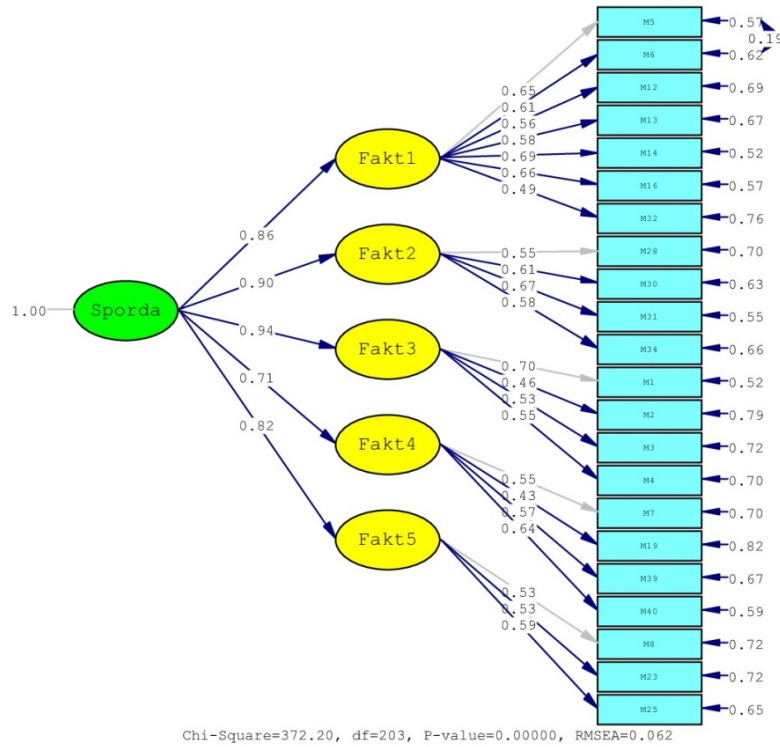 M5
0.57
0.19
M6
0.62
M12
0.69
M13
0.67
M14
0.52
M16
0.57
M32
0.76
M28
0.70
M30
0.63
M31
0.55
M34
0.66
M1
0.52
M2
0.79
M3
0.72
M4
0.70
M7
0.70
M19
0.82
M39
0.67
M40
0.59
M8
0.72
M23
0.72
M25
0.65
Fakt1
0.65
0.61
0.56
0.58
0.69
0.66
0.49
Fakt2
0.55
0.61
0.67
0.58
Fakt3
0.70
0.46
0.53
0.55
Fakt4
0.55
0.43
0.57
0.64
Fakt5
0.53
0.53
0.59
0.86
0.90
0.94
0.71
0.82
1.00
Sporda
Chi-Square=372.20, df=203, P-value=0.00000, RMSEA=0.062